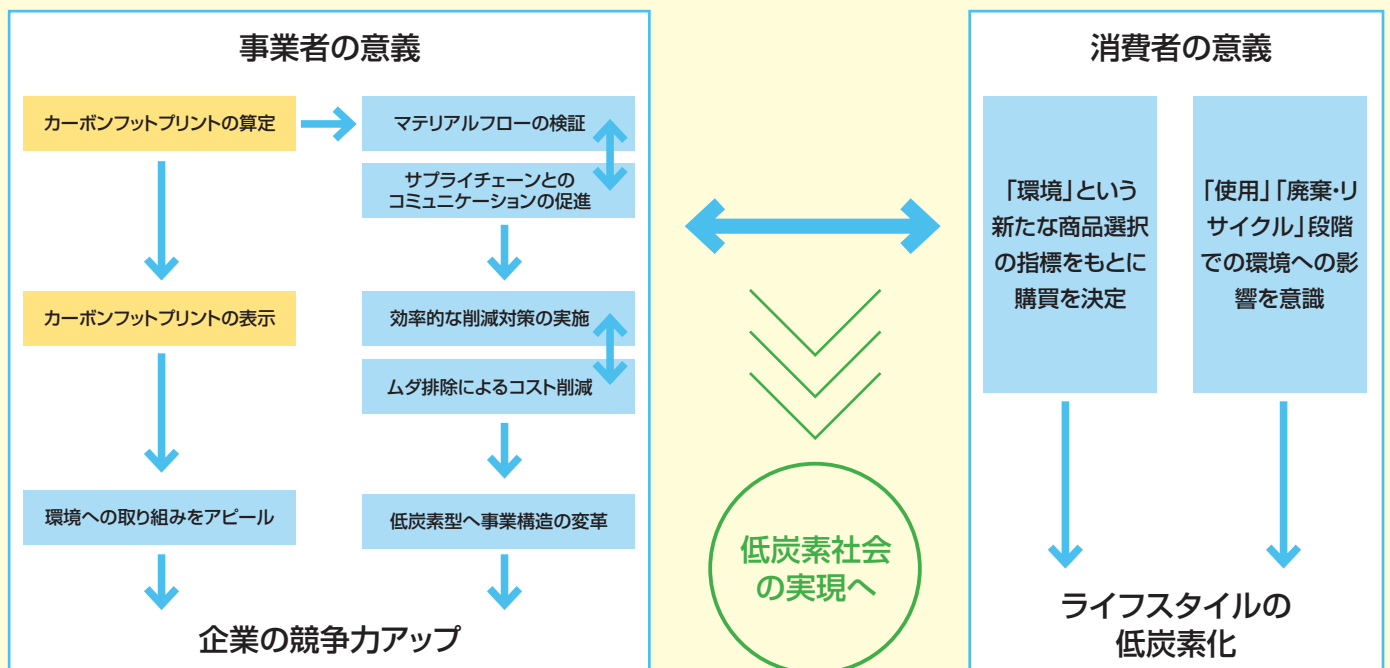 事業者の意義
カーボンフットプリントの算定
マテリアルフローの検証
サプライチェーンとの
コミュニケーションの促進
カーボンフットプリントの表示
効率的な削減対策の実施
ムダ排除によるコスト削減
環境への取り組みをアピール
低炭素型へ事業構造の変革
企業の競争力アップ
低炭素社会
の実現へ
消費者の意義
「環境」という
新たな商品選択
の指標をもとに
購買を決定
「使用」「廃棄・リ
サイクル」段階
での環境への影
響を意識
ライフスタイルの
低炭素化